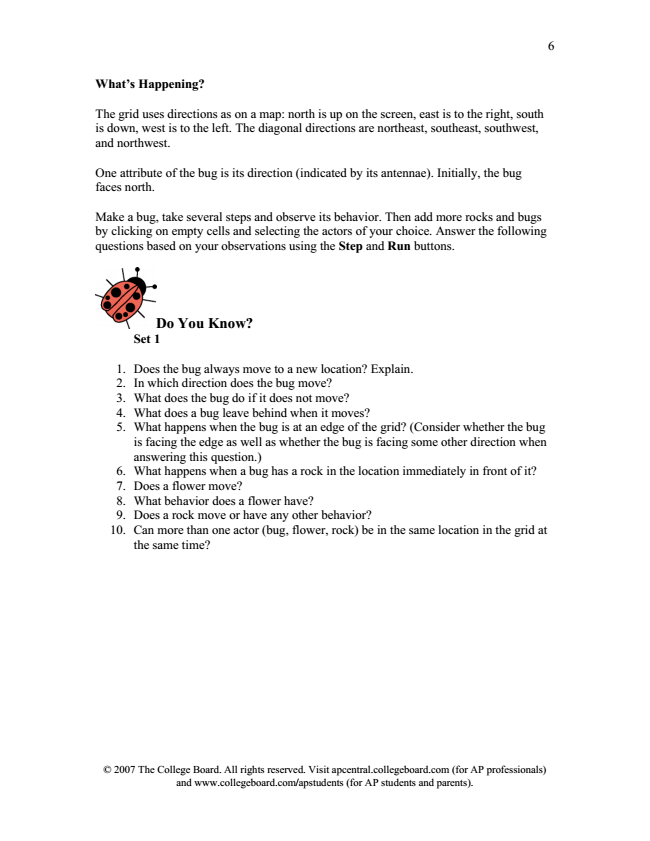 6
What's Happening?
The grid uses directions as on a map: north is up on the screen, east is to the right, south
is down, west is to the left. The diagonal directions are northeast, southeast, southwest,
and northwest.
One attribute of the bug is its direction (indicated by its antennae). Initially, the bug
faces north.
Make a bug, take several steps and observe its behavior. Then add more rocks and bugs
by clicking on empty cells and selecting the actors of your choice. Answer the following
questions based on your observations using the Step and Run buttons.
Do You Know?
Set 1
1. Does the bug always move to a new location? Explain.
2. In which direction does the bug move?
3. What does the bug do if it does not move?
4. What does a bug leave behind when it moves?
5. What happens when the bug is at an edge of the grid? (Consider whether the bug
is facing the edge as well as whether the bug is facing some other direction when
answering this question.)
6. What happens when a bug has a rock in the location immediately in front of it?
7. Does a flower move?
8. What behavior does a flower have?
9. Does a rock move or have any other behavior?
10. Can more than one actor (bug, flower, rock) be in the same location in the grid at
the same time?
© 2007 The College Board. All rights reserved. Visit apcentral.collegeboard.com (for AP professionals)
and www.collegeboard.com/apstudents (for AP students and parents).